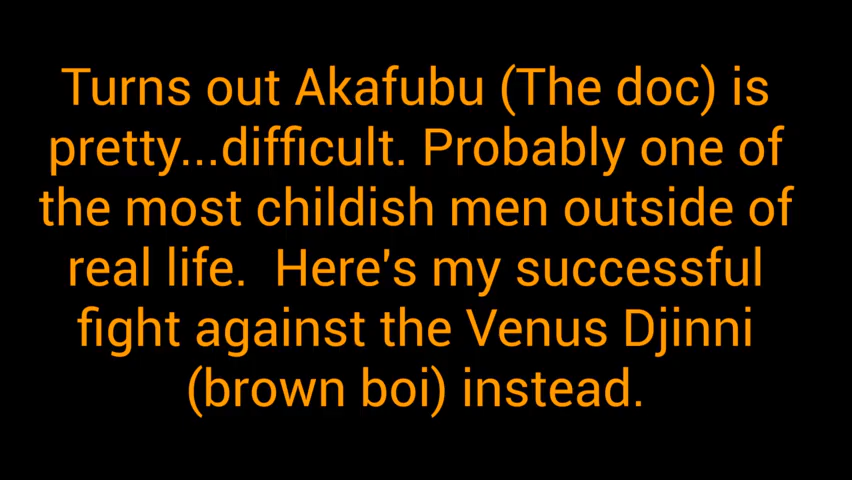 Turns out Akafubu (The doc) is
pretty...difficult. Probably one of
the most childish men outside of
real life.  Here's my successful
fight against the Venus Djinni
(brown boi) instead.